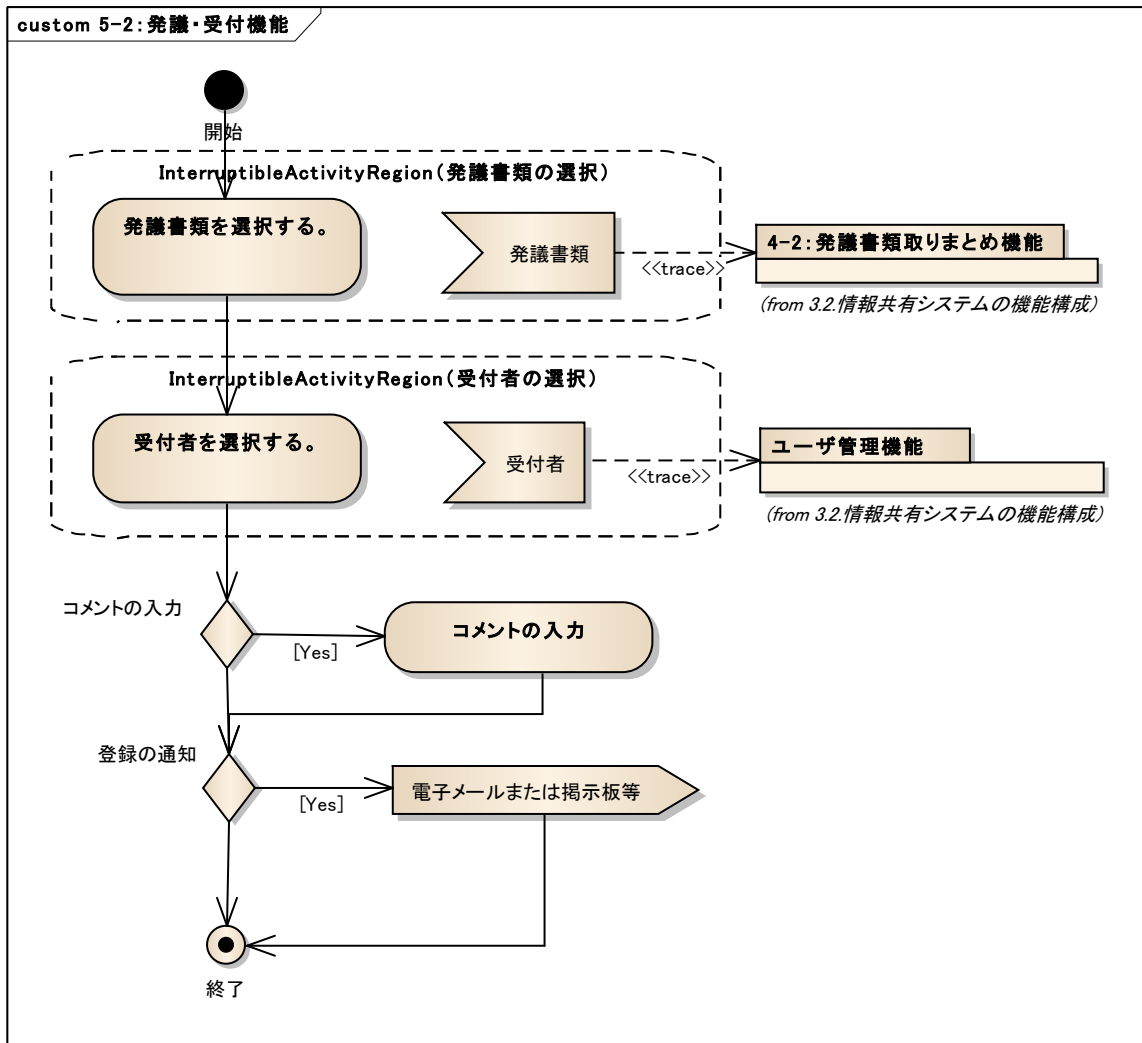 custom 5-2:発議・受付機能
開始
InterruptibleActivityRegion(発議書類の選択)
発議書類を選択する。
発議書類
<<trace>>
4-2:発議書類取りまとめ機能
(from 3.2.情報共有システムの機能構成)
InterruptibleActivityRegion(受付者の選択)
受付者を選択する。
受付者
<<trace>>
ユーザ管理機能
(from 3.2.情報共有システムの機能構成)
コメントの入力
[Yes]
コメントの入力
登録の通知
[Yes]
電子メールまたは掲示板等
終了